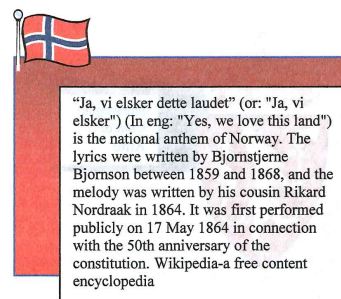 “Ja, vi elsker dette laudet” (or: "Ja, vi
elsker") (In eng: "Yes, we love this land")
is the national anthem of Norway. The
lyrics were written by Bjornstjerne
Bjornson between 1859 and 1868, and the
melody was written by his cousin Rikard
Nordraak in 1864. It was first performed
publicly on 17 May 1864 in connection
with the 50th anniversary of the
constitution. Wikipedia-a free content
encyclopedia